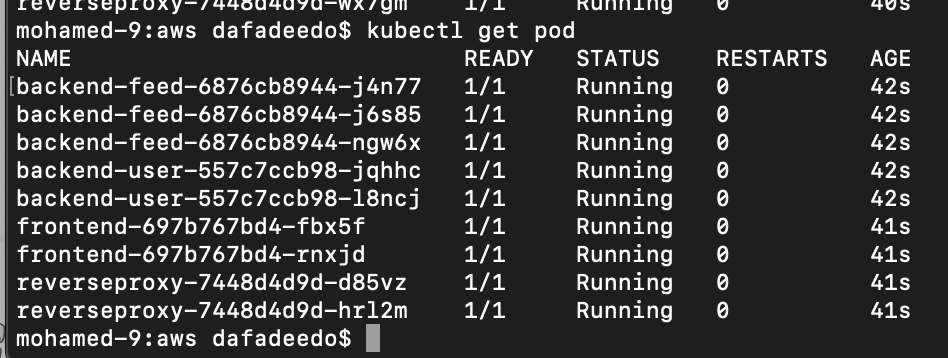 reverseproxy-7448d4d9d-wx7gm 1/1 Running 0 40s
mohamed-9:aws dafadeedo$ kubectl get pod
NAME READY STATUS RESTARTS AGE
[backend-feed-6876cb8944-j4n77 1/1 Running 0 42s
backend-feed-6876cb8944-j6s85 1/1 Running 0 42s
backend-feed-6876cb8944-ngw6x 1/1 Running 0 42s
backend-user-557c7ccb98-jqhhc 1/1 Running 0 42s
backend-user-557c7ccb98-l8ncj 1/1 Running 0 42s
frontend-697b767bd4-fbx5f 1/1 Running 0 41s
frontend-697b767bd4-rnxjd 1/1 Running 0 41s
reverseproxy-7448d4d9d-d85vz 1/1 Running 0 41s
reverseproxy-7448d4d9d-hrl2m 1/1 Running 0 41s
mohamed-9:aws dafadeedo$